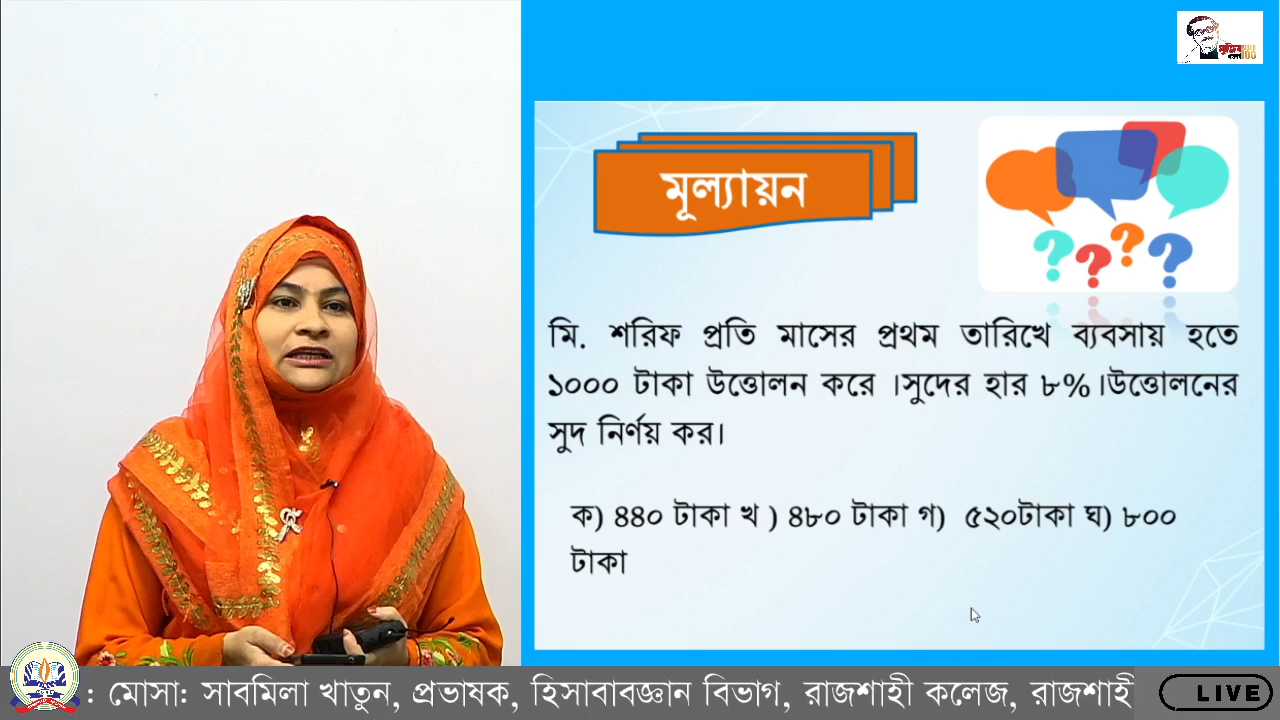 মূল্যায়ন
মি. শরিফ প্রতি মাসের প্রথম তারিখে ব্যবসায় হতে
১০০০ টাকা উত্তোলন করে ।সুদের হার ৮%।উত্তোলনের
সুদ নির্ণয় কর।
ক) ৪৪০ টাকা খ ) ৪৮০ টাকা গ) ৫২০টাকা ঘ) ৮০০
টাকা
: মোসা: সাবমিলা খাতুন, প্রভাষক, হিসাবাবজ্ঞান বিভাগ, রাজশাহী কলেজ, রাজশাহী
LIVE